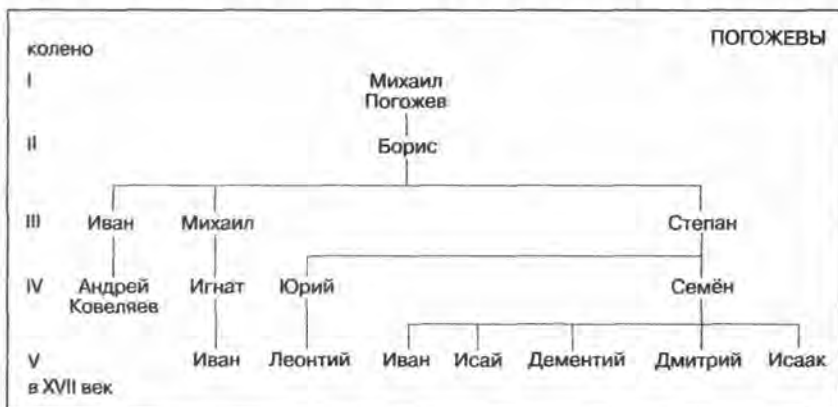 ПОГОЖЕВЫ
колено
I Михаил
Погожев
II Борис
III Иван Михаил Степан
IV Андрей Игнат Юрий Семён
Ковеляев
V Иван Леонтий Иван Исай Дементий Дмитрий Исаак
в XVII век